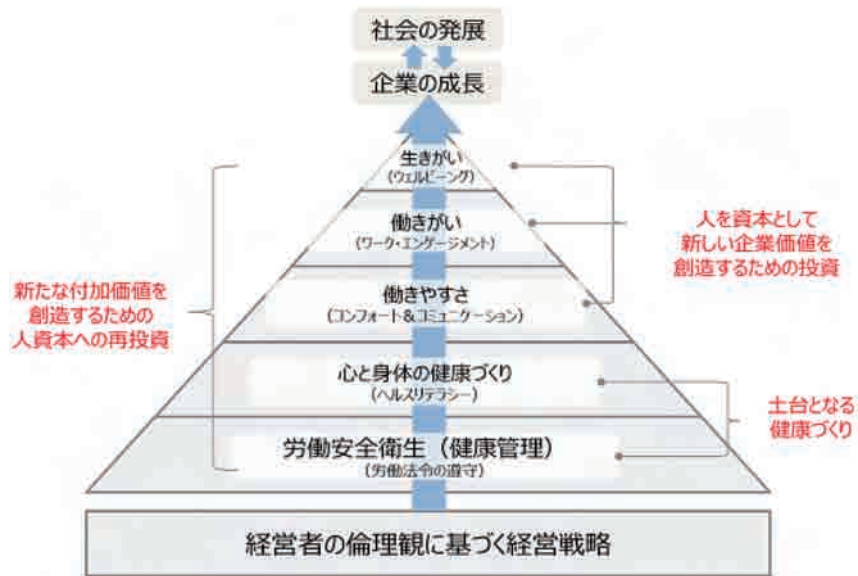 社会の発展
企業の成長
生きがい
(ウェルビーング)
働きがい
(ワーク・エンゲージメント)
働きやすさ
(コンフォート&コミュニケーション)
心と身体の健康づくり
(ヘルスリテラシー)
労働安全衛生（健康管理）
(労働法令の遵守)
経営者の倫理観に基づく経営戦略
新たな付加価値を
創造するための
人資本への再投資
人を資本として
新しい企業価値を
創造するための投資
土台となる
健康づくり